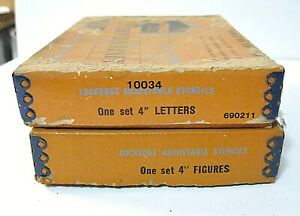 10034
LOCKEDGE ADJUSTABLE STENCILS
One set 4" LETTERS
690211
LOCKEDGE ADJUSTABLE STENCILS
One set 4" FIGURES